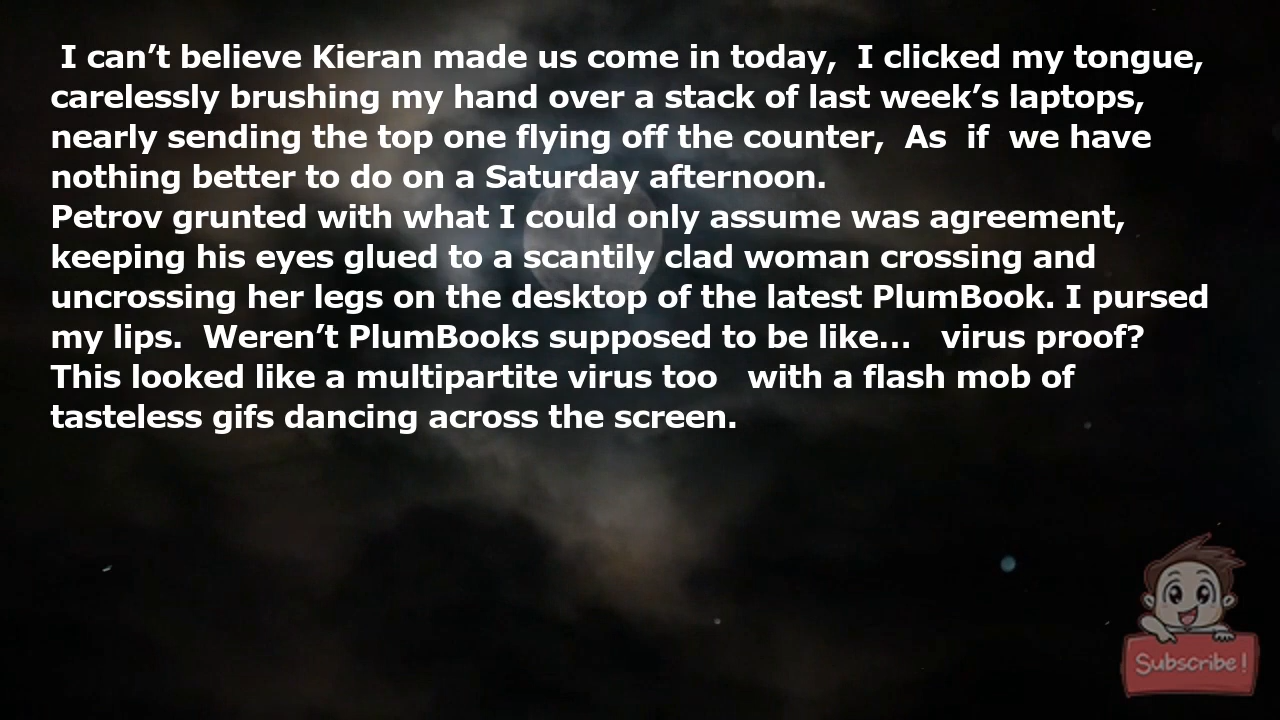 I can’t believe Kieran made us come in today,  I clicked my tongue,
carelessly brushing my hand over a stack of last week’s laptops,
nearly sending the top one flying off the counter,  As  if  we have
nothing better to do on a Saturday afternoon.
Petrov grunted with what I could only assume was agreement,
keeping his eyes glued to a scantily clad woman crossing and
uncrossing her legs on the desktop of the latest PlumBook. I pursed
my lips.  Weren’t PlumBooks supposed to be like...   virus proof?
This looked like a multipartite virus too   with a flash mob of
tasteless gifs dancing across the screen.
Subscribe!